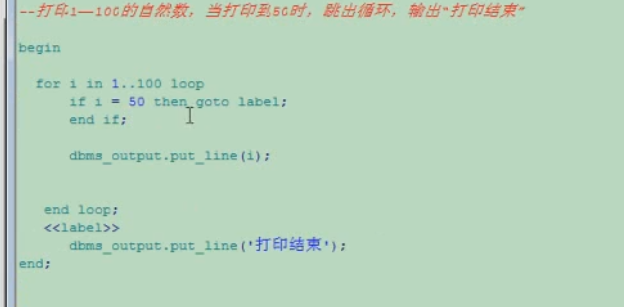 --打印1—100的自然数，当打印到50时，跳出循环，输出“打印结束”
begin
for i in 1..100 loop
if i = 50 then goto label;
end if;
dbms_output.put_line(i);
end loop;
<<label>>
dbms_output.put_line('打印结束');
end;